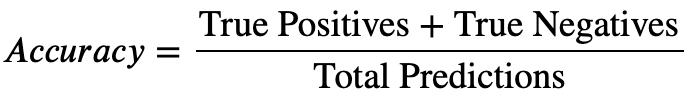 Accuracy = True Positives + True Negatives
Total Predictions